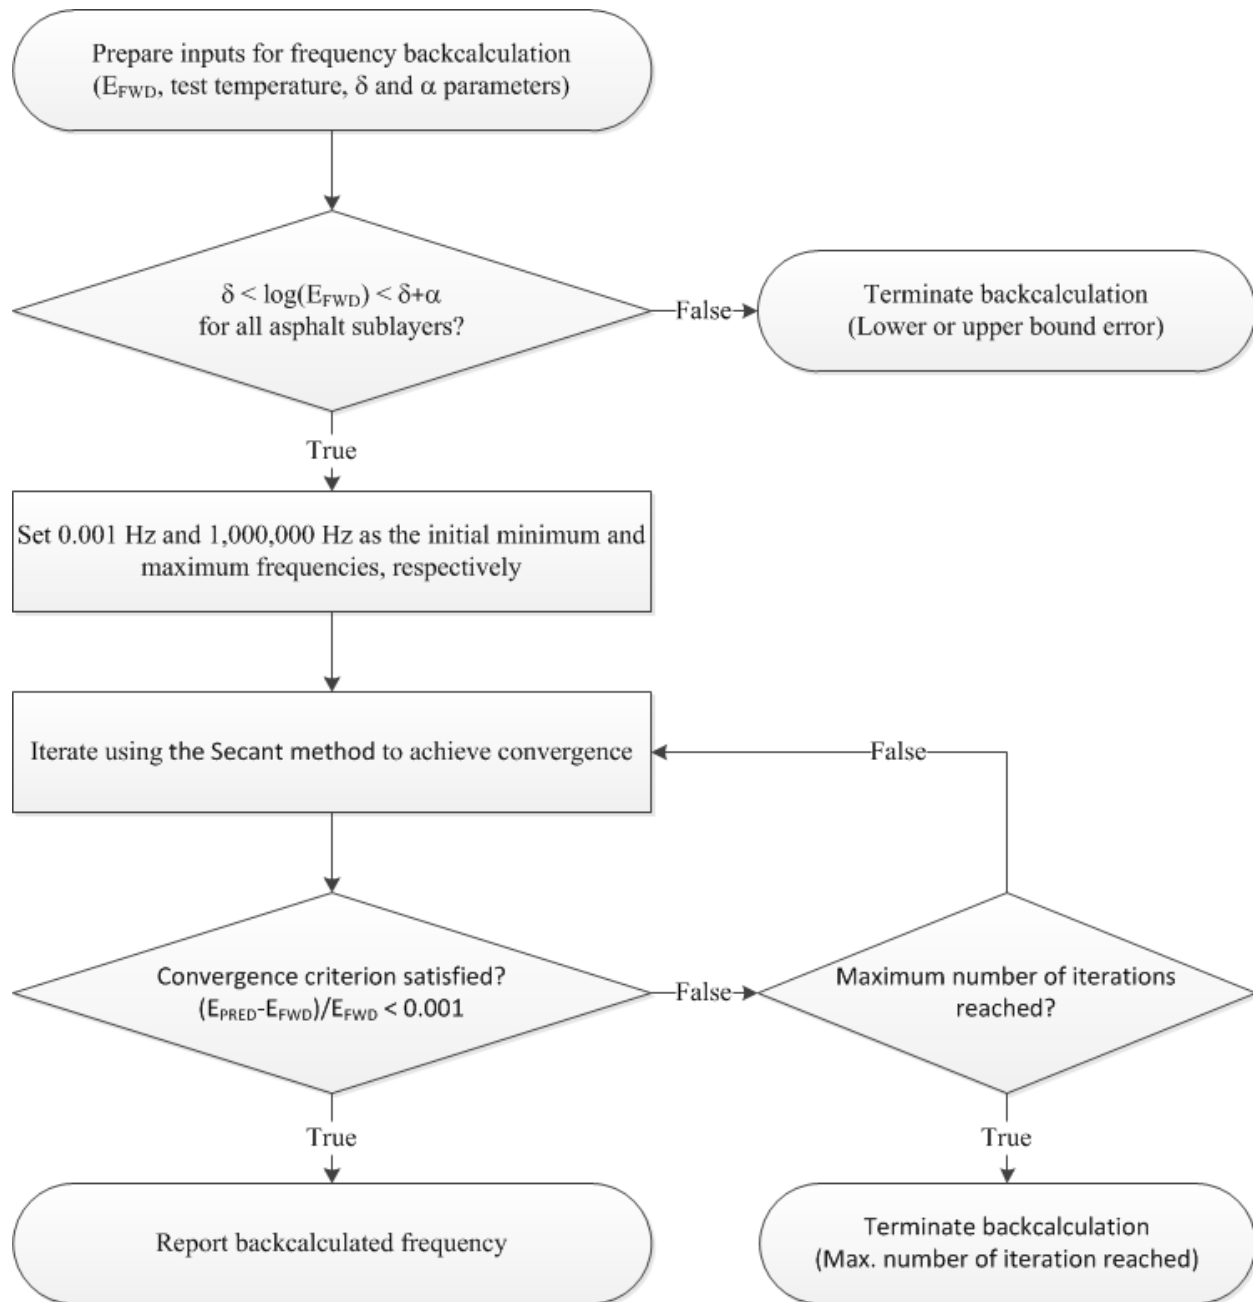 Prepare inputs for frequency backcalculation
(EFWD, test temperature, δ and α parameters)
δ < log(EFWD) < δ+α
for all asphalt sublayers?
False
Terminate backcalculation
(Lower or upper bound error)
True
Set 0.001 Hz and 1,000,000 Hz as the initial minimum and
maximum frequencies, respectively
Iterate using the Secant method to achieve convergence
False
Convergence criterion satisfied?
(EPRED-EFWD)/EFWD < 0.001
False
Maximum number of iterations
reached?
True
True
Report backcalculated frequency
Terminate backcalculation
(Max. number of iteration reached)